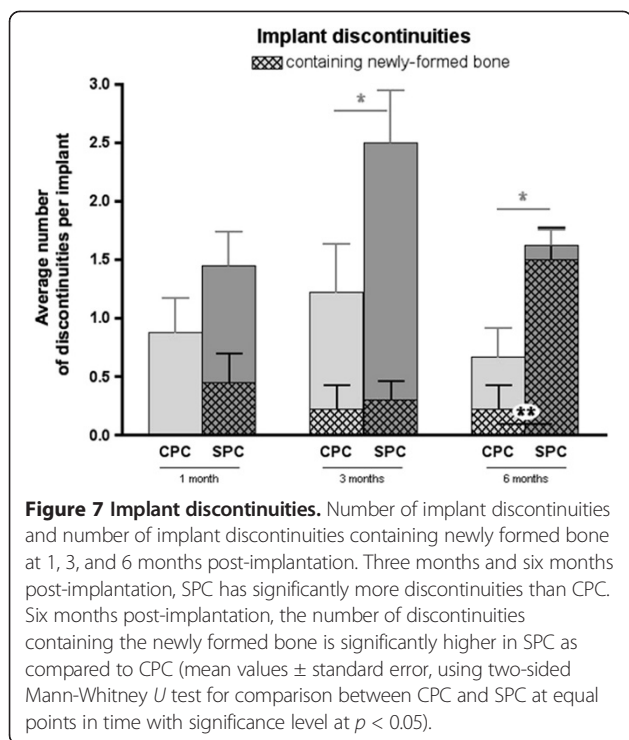 Implant discontinuities
containing newly-formed bone
Average number
of discontinuities per implant
3.0
2.5
2.0
1.5
1.0
0.5
0.0
*
*
**
CPC SPC CPC SPC CPC SPC
1 month 3 months 6 months
Figure 7 Implant discontinuities. Number of implant discontinuities
and number of implant discontinuities containing newly formed bone
at 1, 3, and 6 months post-implantation. Three months and six months
post-implantation, SPC has significantly more discontinuities than CPC.
Six months post-implantation, the number of discontinuities
containing the newly formed bone is significantly higher in SPC as
compared to CPC (mean values ± standard error, using two-sided
Mann-Whitney U test for comparison between CPC and SPC at equal
points in time with significance level at p < 0.05).